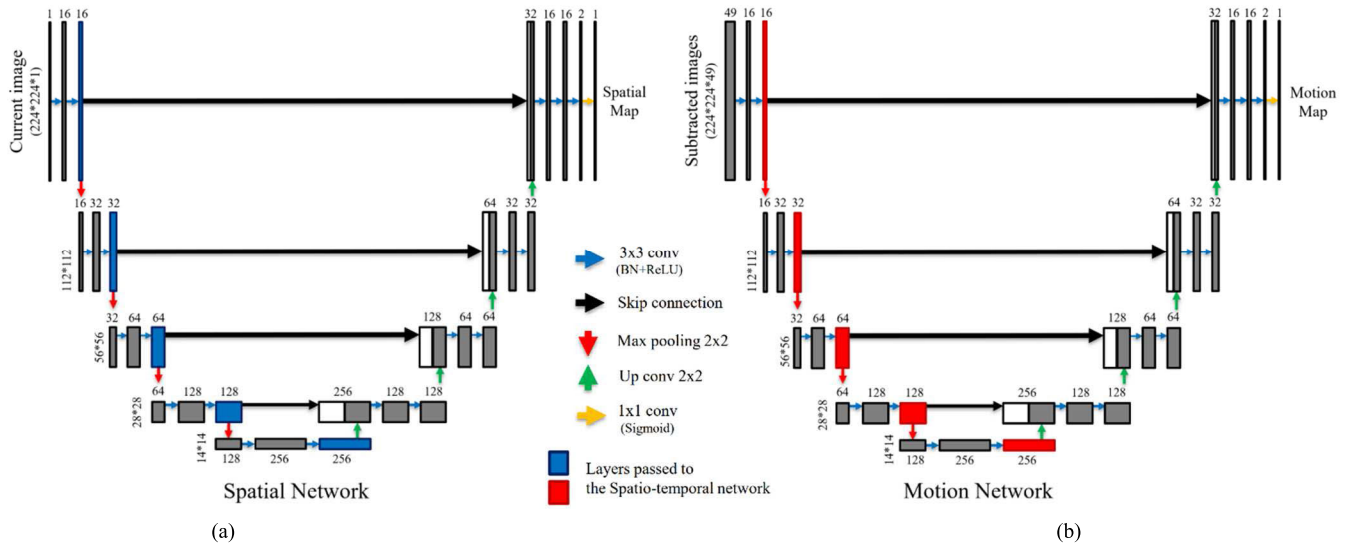 1 16 16
32 16 16 2 1
Current image
(224*224*1)
Spatial
Map
16 32 32
64 32 32
112*112
32 64 64
128 64 64
56*56
64 128 128
256 128 128
28*28
14*14
128 256 256
Spatial Network
(a)
3x3 conv
(BN+ReLU)
Skip connection
Max pooling 2x2
Up conv 2x2
1x1 conv
(Sigmoid)
Layers passed to
the Spatio-temporal network
49 16 16
32 16 16 2 1
Subtracted images
(224*224*49)
Motion
Map
16 32 32
64 32 32
112*112
32 64 64
128 64 64
56*56
64 128 128
256 128 128
28*28
14*14
128 256 256
Motion Network
(b)